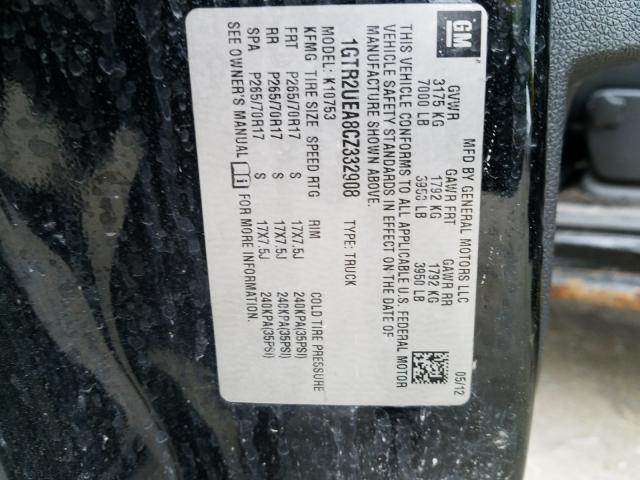 GM
MFD BY GENERAL MOTORS LLC 05/12
GVWR GAWR FRT GAWR RR
3175 KG 1792 KG 1792 KG
7000 LB 3950 LB 3950 LB
THIS VEHICLE CONFORMS TO ALL APPLICABLE U.S. FEDERAL MOTOR
VEHICLE SAFETY STANDARDS IN EFFECT ON THE DATE OF
MANUFACTURE SHOWN ABOVE.
1GTR2UEA8CZ332908 TYPE: TRUCK
MODEL: K10753
KFMG TIRE SIZE SPEED RTG RIM COLD TIRE PRESSURE
FRT P265/70R17 S 17X7.5J 240KPA(35PSI)
RR P265/70R17 S 17X7.5J 240KPA(35PSI)
SPA P265/70R17 S 17X7.5J 240KPA(35PSI)
SEE OWNER'S MANUAL FOR MORE INFORMATION.